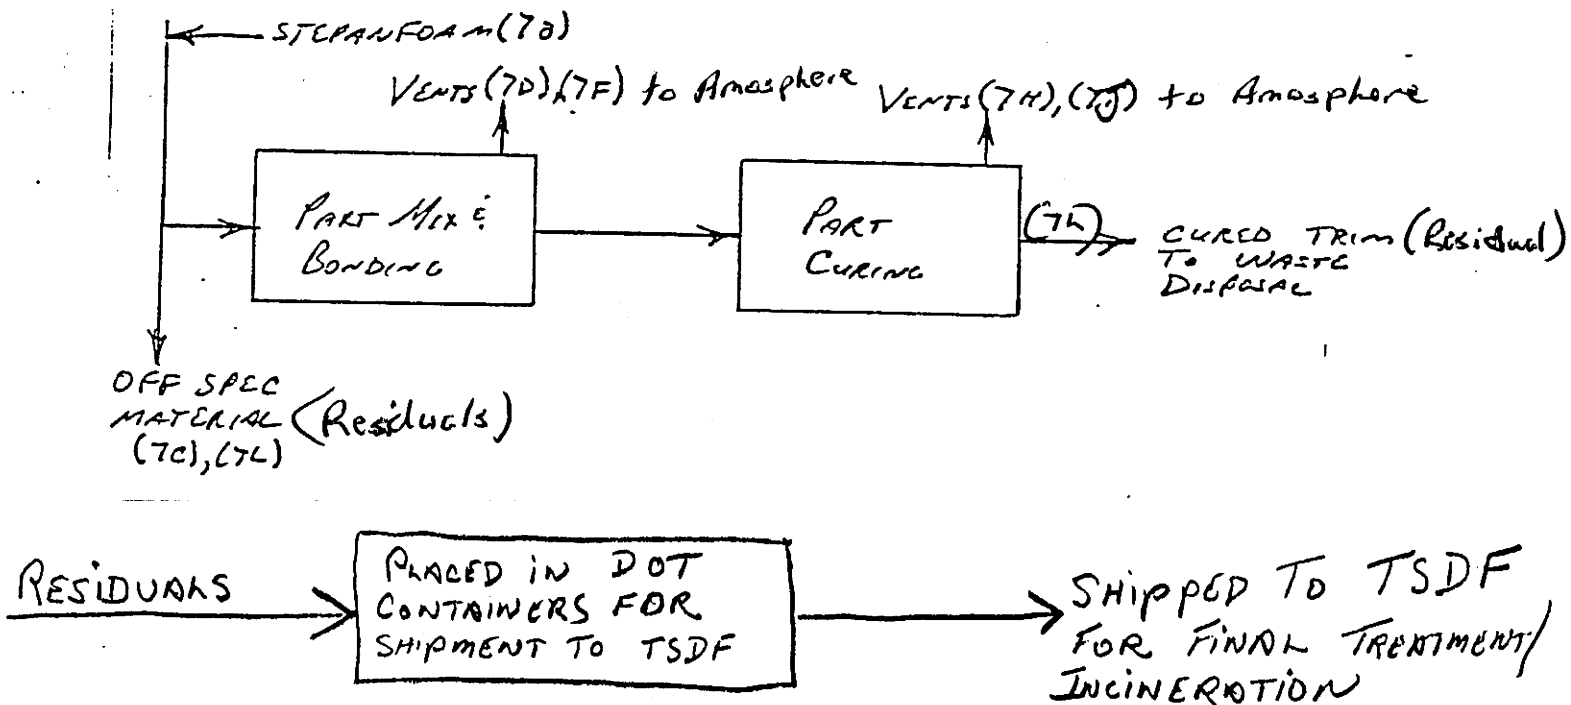 STEPANFOAM (7B)
VENTS (7D), (7F) to Amosphere
VENTS (7H), (7J) to Amosphere
PART MIX &
BONDING
PART
CURING
CURED TRIM (Residual)
TO WASTE
DISPOSAL
OFF SPEC
MATERIAL (Residuals)
(7C), (7L)
RESIDUALS
PLACED IN DOT
CONTAINERS FOR
SHIPMENT TO TSDF
SHIPPED TO TSDF
FOR FINAL TREATMENT/
INCINERATION